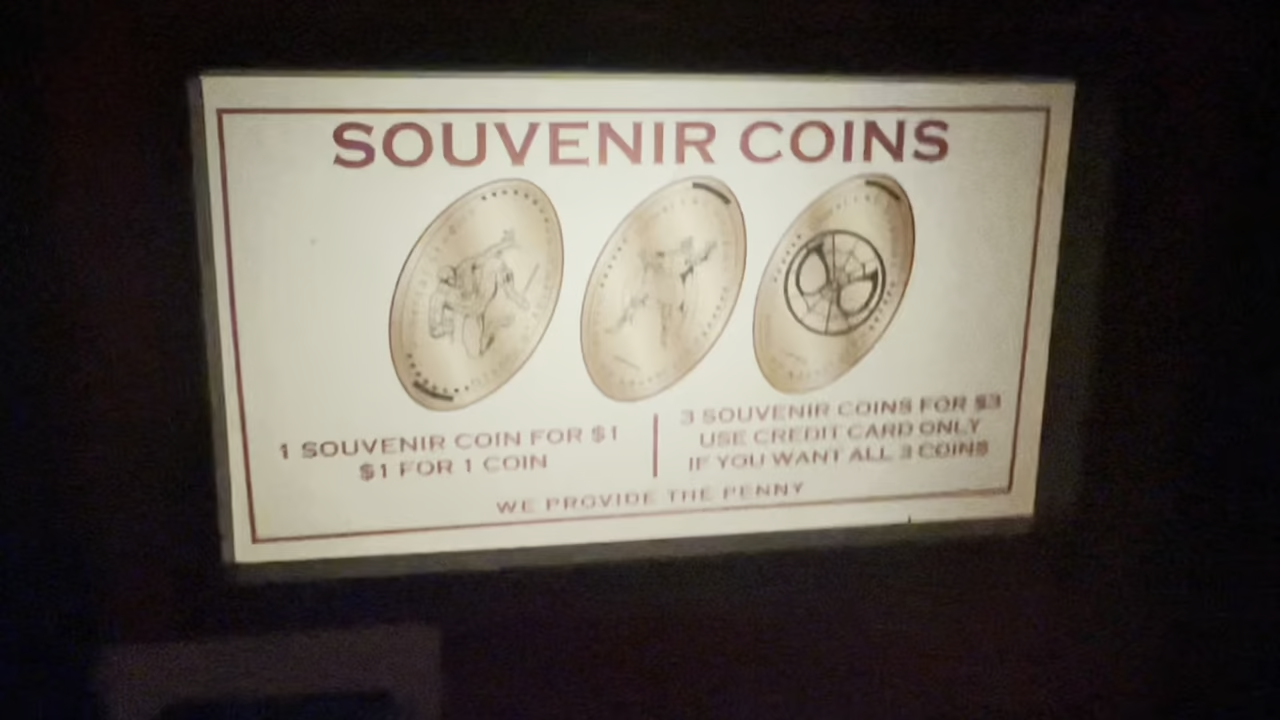 SOUVENIR COINS
1 SOUVENIR COIN FOR $1
$1 FOR 1 COIN
3 SOUVENIR COINS FOR $3
USE CREDIT CARD ONLY
IF YOU WANT ALL 3 COINS
WE PROVIDE THE PENNY